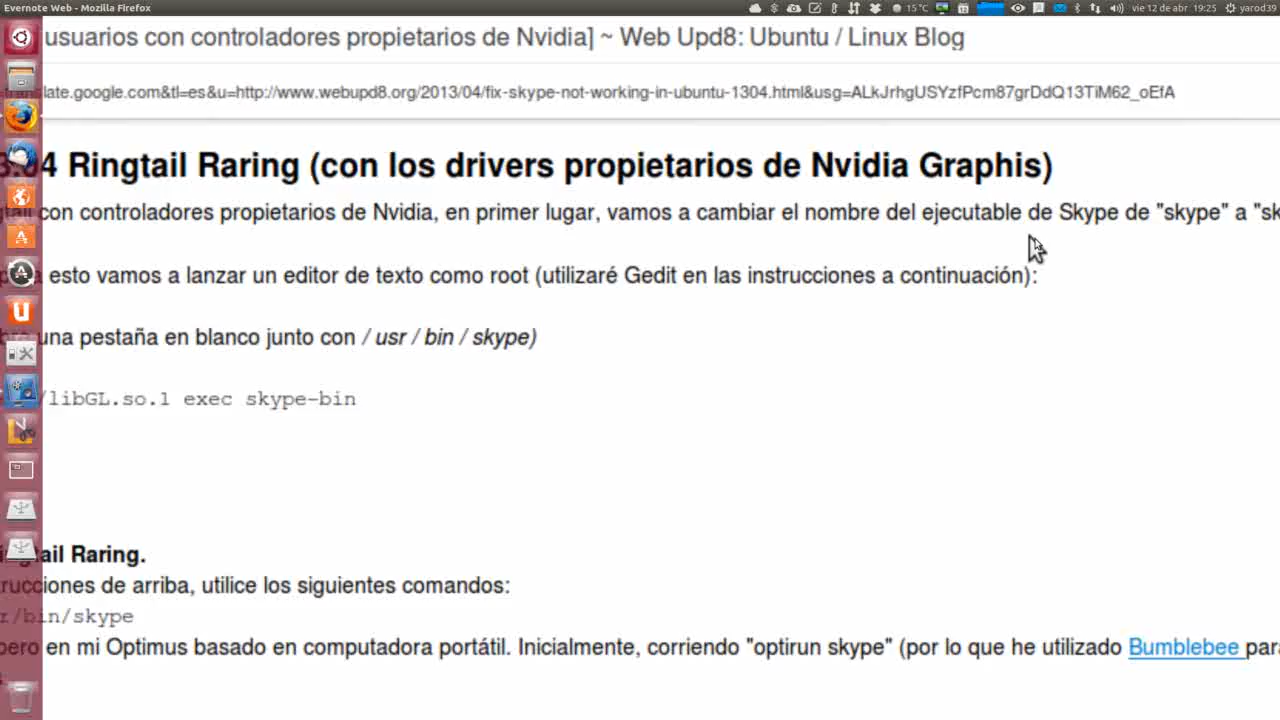 Evernote Web - Mozilla Firefox
15 °C
vie 12 de abr 19:25 yarod39
usuarios con controladores propietarios de Nvidia] ~ Web Upd8: Ubuntu / Linux Blog
late.google.com&tl=es&u=http://www.webupd8.org/2013/04/fix-skype-not-working-in-ubuntu-1304.html&usg=ALkJrhgUSYzfPcm87grDdQ13TiM62_oEfA
3.04 Ringtail Raring (con los drivers propietarios de Nvidia Graphis)
con controladores propietarios de Nvidia, en primer lugar, vamos a cambiar el nombre del ejecutable de Skype de "skype" a "sk
esto vamos a lanzar un editor de texto como root (utilizaré Gedit en las instrucciones a continuación):
una pestaña en blanco junto con / usr / bin / skype)
/libGL.so.1 exec skype-bin
tail Raring.
trucciones de arriba, utilice los siguientes comandos:
r/bin/skype
pero en mi Optimus basado en computadora portátil. Inicialmente, corriendo "optirun skype" (por lo que he utilizado Bumblebee para